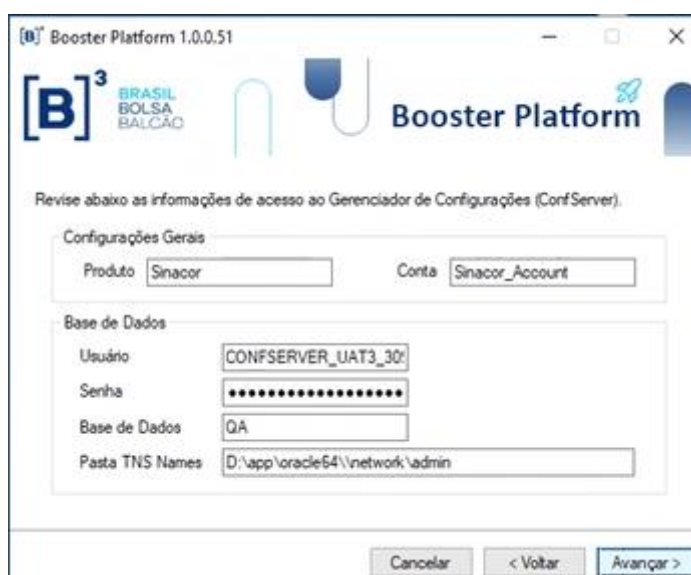 [B]³ Booster Platform 1.0.0.51
[B]³ BRASIL
BOLSA
BALCÃO
Booster Platform
Revise abaixo as informações de acesso ao Gerenciador de Configurações (ConfServer).
Configurações Gerais
Produto Sinacor Conta Sinacor_Account
Base de Dados
Usuário CONFSERVER_UAT3_309
Senha ••••••••••••••••••
Base de Dados QA
Pasta TNS Names D:\app\oracle64\\network\admin
Cancelar < Voltar Avançar >